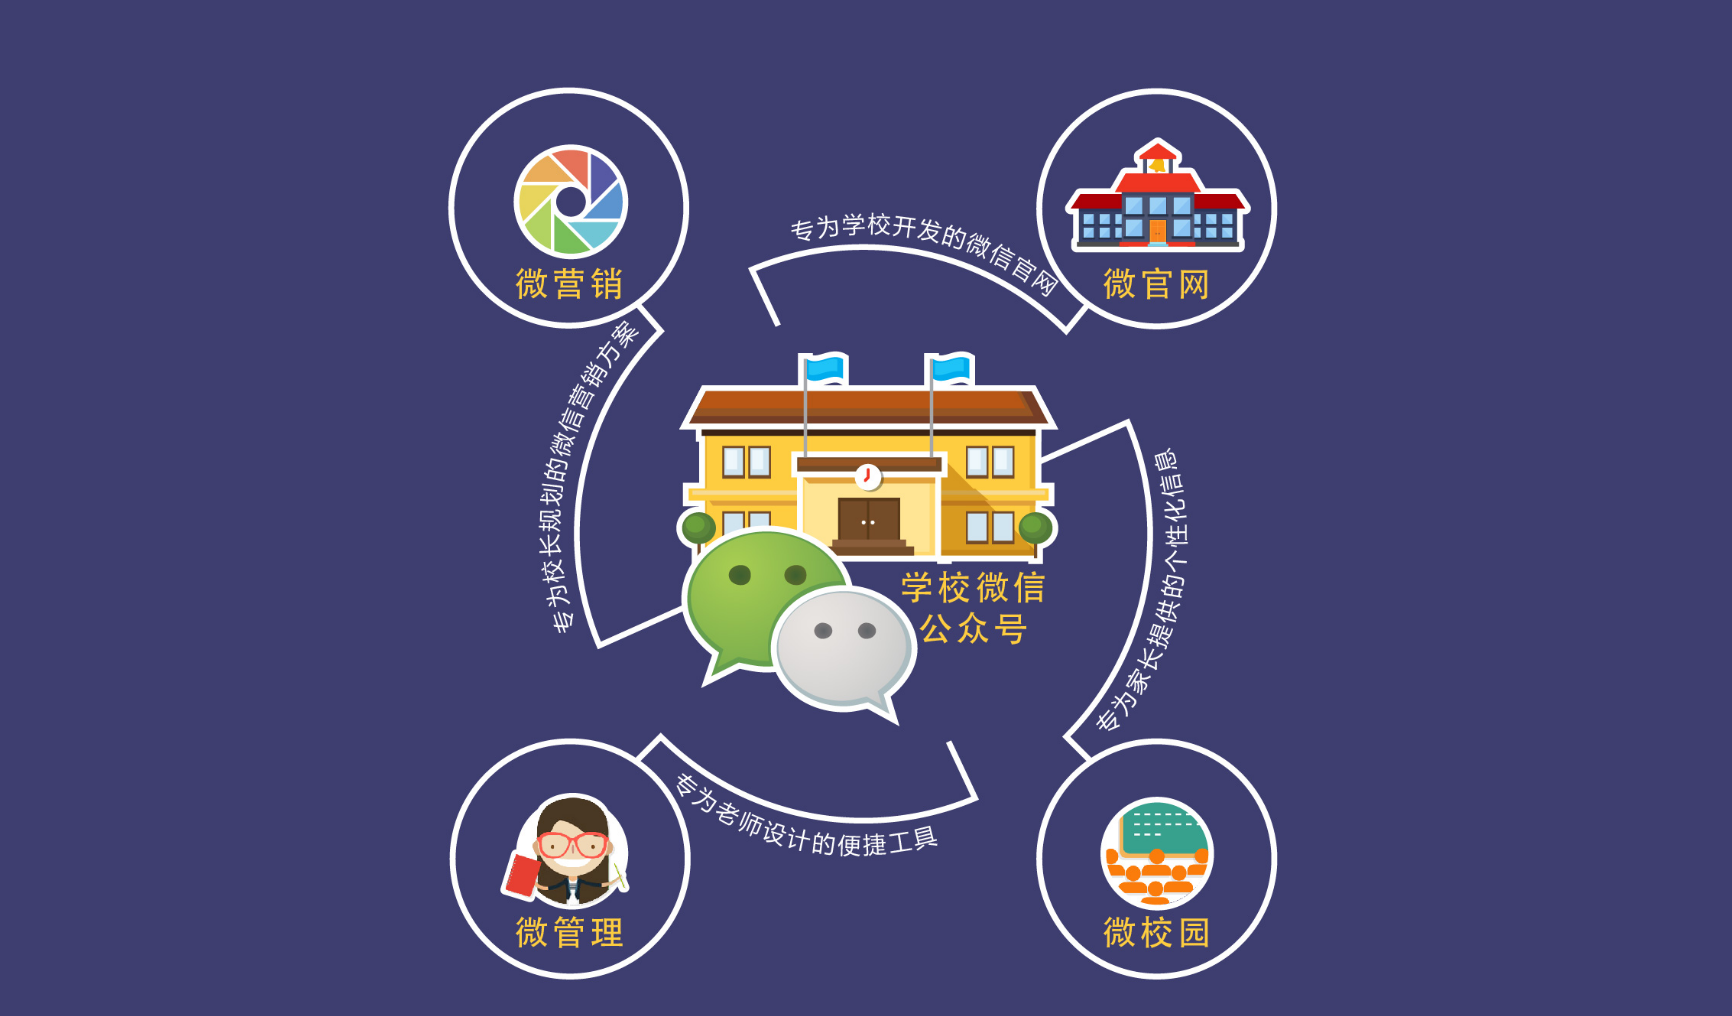 微营销
专为校长规划的微信营销方案
专为学校开发的微信官网
微官网
学校微信
公众号
微管理
专为老师设计的便捷工具
专为家长提供的个性化信息
微校园